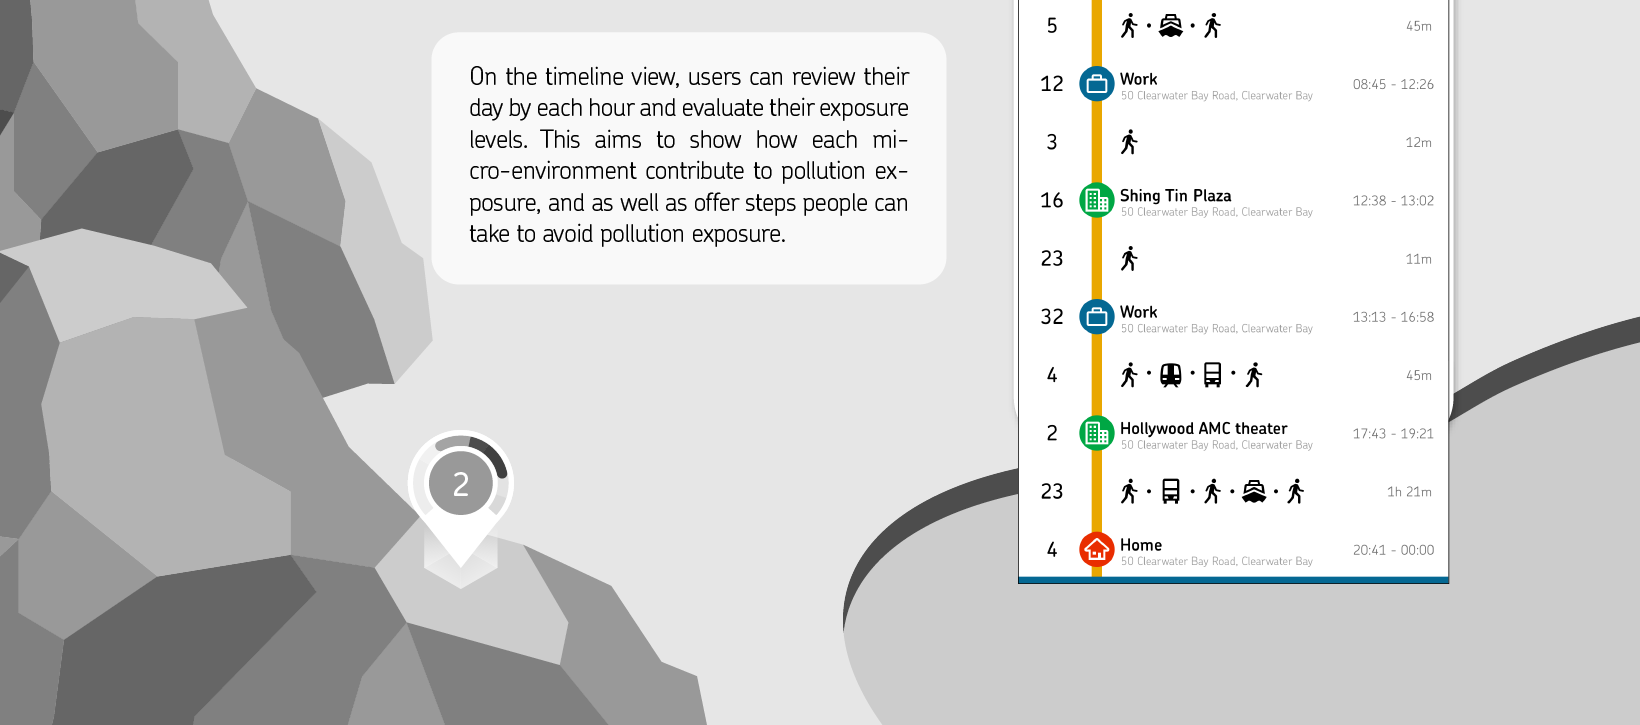 On the timeline view, users can review their
day by each hour and evaluate their exposure
levels. This aims to show how each mi-
cro-environment contribute to pollution ex-
posure, and as well as offer steps people can
take to avoid pollution exposure.
2
5 45m
12 Work 08:45 - 12:26
50 Clearwater Bay Road, Clearwater Bay
3 12m
16 Shing Tin Plaza 12:38 - 13:02
50 Clearwater Bay Road, Clearwater Bay
23 11m
32 Work 13:13 - 16:58
50 Clearwater Bay Road, Clearwater Bay
4 45m
2 Hollywood AMC theater 17:43 - 19:21
50 Clearwater Bay Road, Clearwater Bay
23 1h 21m
4 Home 20:41 - 00:00
50 Clearwater Bay Road, Clearwater Bay